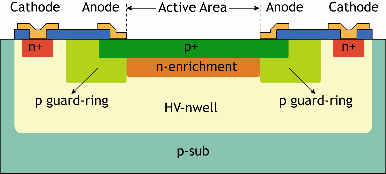 Cathode Anode Active Area Anode Cathode
n+ p+ n+
n-enrichment
p guard-ring p guard-ring
HV-nwell
p-sub